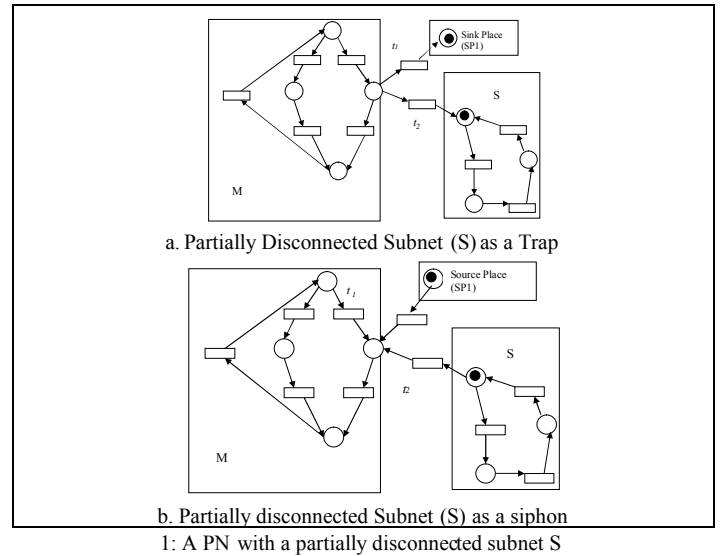 t1
Sink Place
(SP1)
S
t2
M
a. Partially Disconnected Subnet (S) as a Trap
t1
Source Place
(SP1)
S
t2
M
b. Partially disconnected Subnet (S) as a siphon
1: A PN with a partially disconnected subnet S